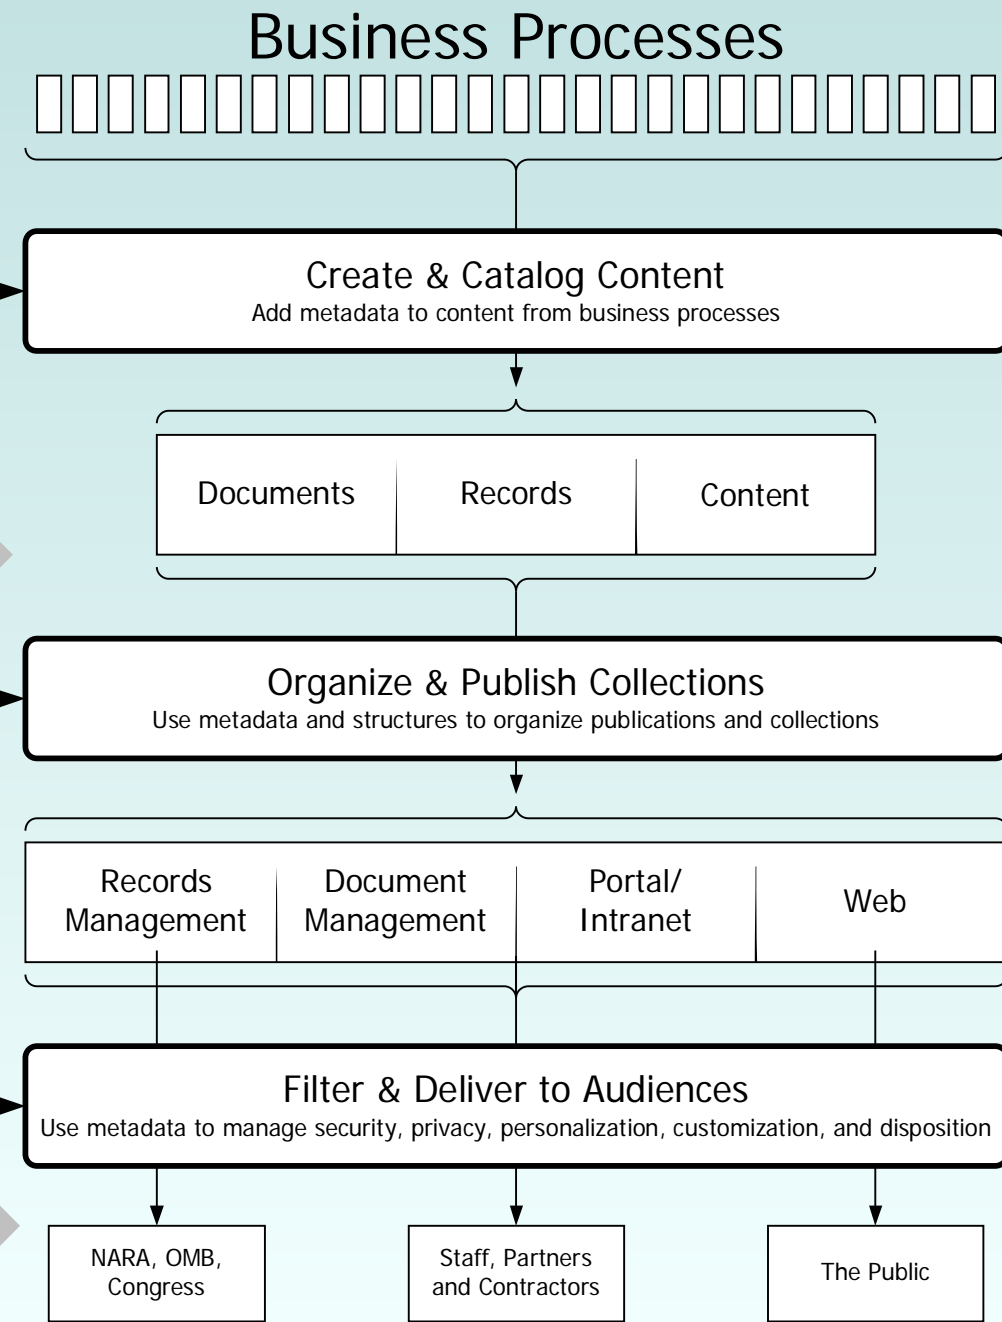 Business Processes
Create & Catalog Content
Add metadata to content from business processes
Documents
Records
Content
Organize & Publish Collections
Use metadata and structures to organize publications and collections
Records
Management
Document
Management
Portal/
Intranet
Web
Filter & Deliver to Audiences
Use metadata to manage security, privacy, personalization, customization, and disposition
NARA, OMB,
Congress
Staff, Partners
and Contractors
The Public